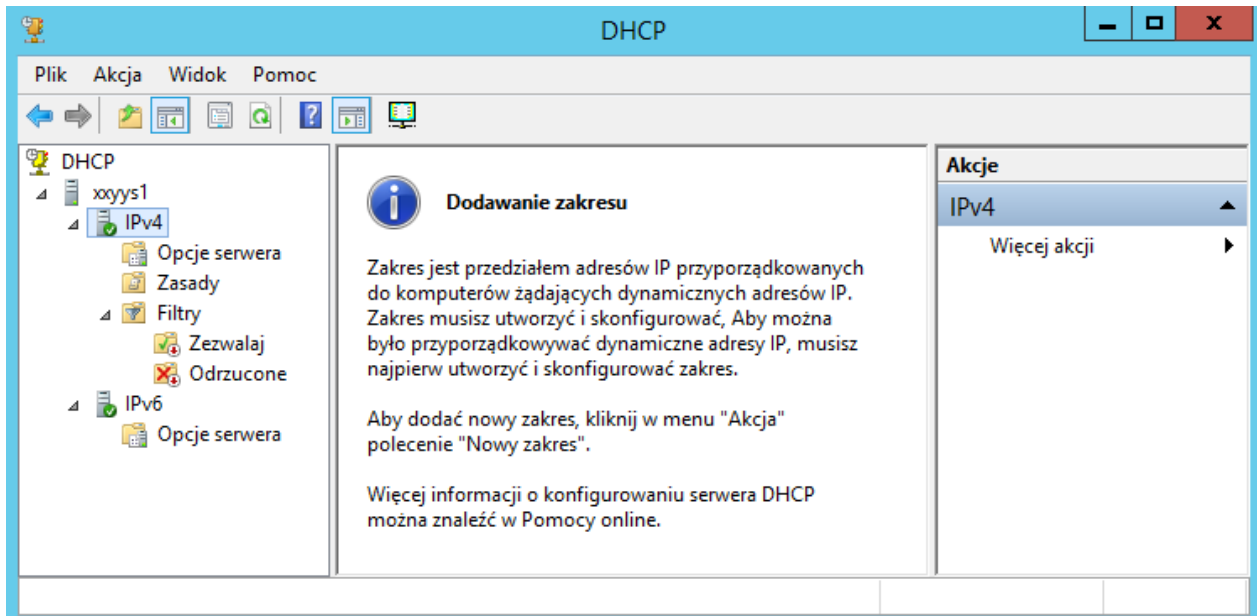 DHCP
Plik Akcja Widok Pomoc
DHCP
xxyys1
IPv4
Opcje serwera
Zasady
Filtry
Zezwalaj
Odrzucone
IPv6
Opcje serwera
Dodawanie zakresu
Zakres jest przedziałem adresów IP przyporządkowanych
do komputerów żądających dynamicznych adresów IP.
Zakres musisz utworzyć i skonfigurować, Aby można
było przyporządkowywać dynamiczne adresy IP, musisz
najpierw utworzyć i skonfigurować zakres.
Aby dodać nowy zakres, kliknij w menu "Akcja"
polecenie "Nowy zakres".
Więcej informacji o konfigurowaniu serwera DHCP
można znaleźć w Pomocy online.
Akcje
IPv4
Więcej akcji